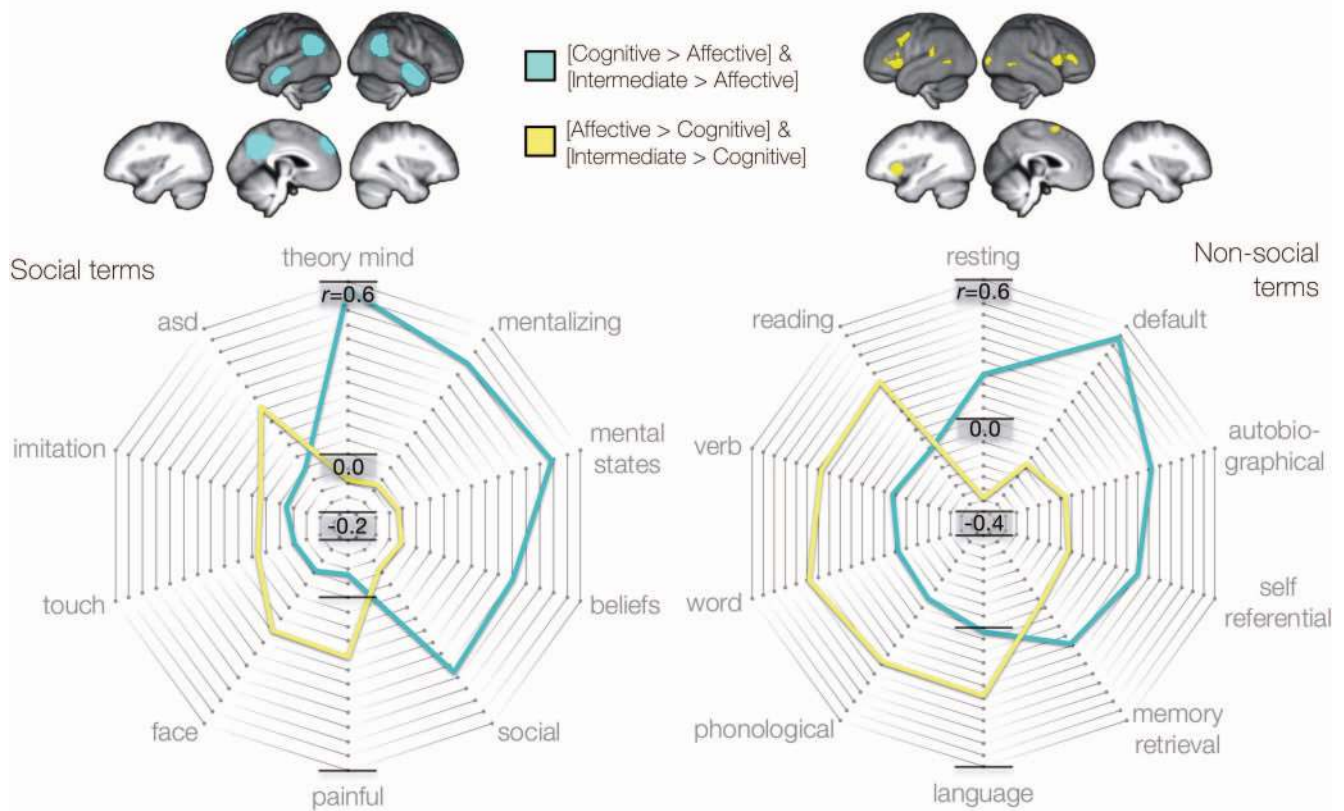 [Cognitive > Affective] &
[Intermediate > Affective]
[Affective > Cognitive] &
[Intermediate > Cognitive]
Social terms
theory mind
r=0.6
mentalizing
mental
states
beliefs
social
painful
face
touch
imitation
asd
0.0
-0.2
Non-social
terms
resting
r=0.6
default
autobio-
graphical
self
referential
memory
retrieval
language
phonological
word
verb
reading
0.0
-0.4